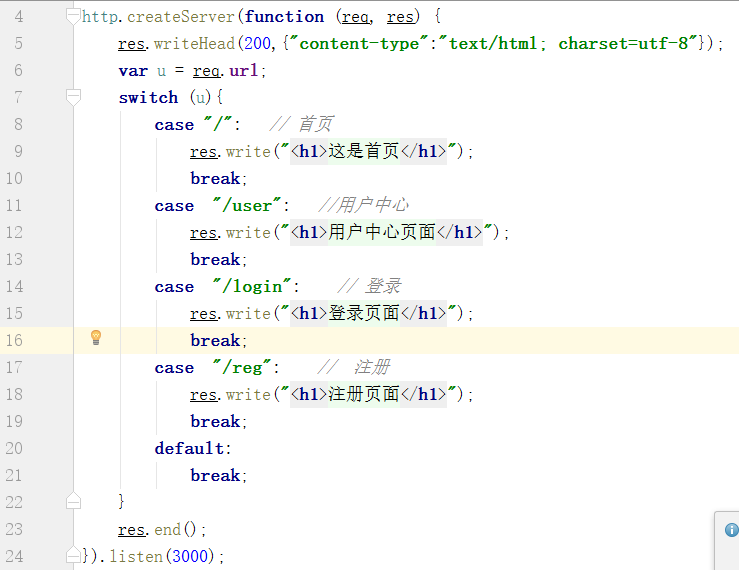 4 http.createServer(function (req, res) {
5 res.writeHead(200,{"content-type":"text/html; charset=utf-8"});
6 var u = req.url;
7 switch (u){
8 case "/": // 首页
9 res.write("<h1>这是首页</h1>");
10 break;
11 case "/user": //用户中心
12 res.write("<h1>用户中心页面</h1>");
13 break;
14 case "/login": // 登录
15 res.write("<h1>登录页面</h1>");
16 break;
17 case "/reg": // 注册
18 res.write("<h1>注册页面</h1>");
19 break;
20 default:
21 break;
22 }
23 res.end();
24 }).listen(3000);